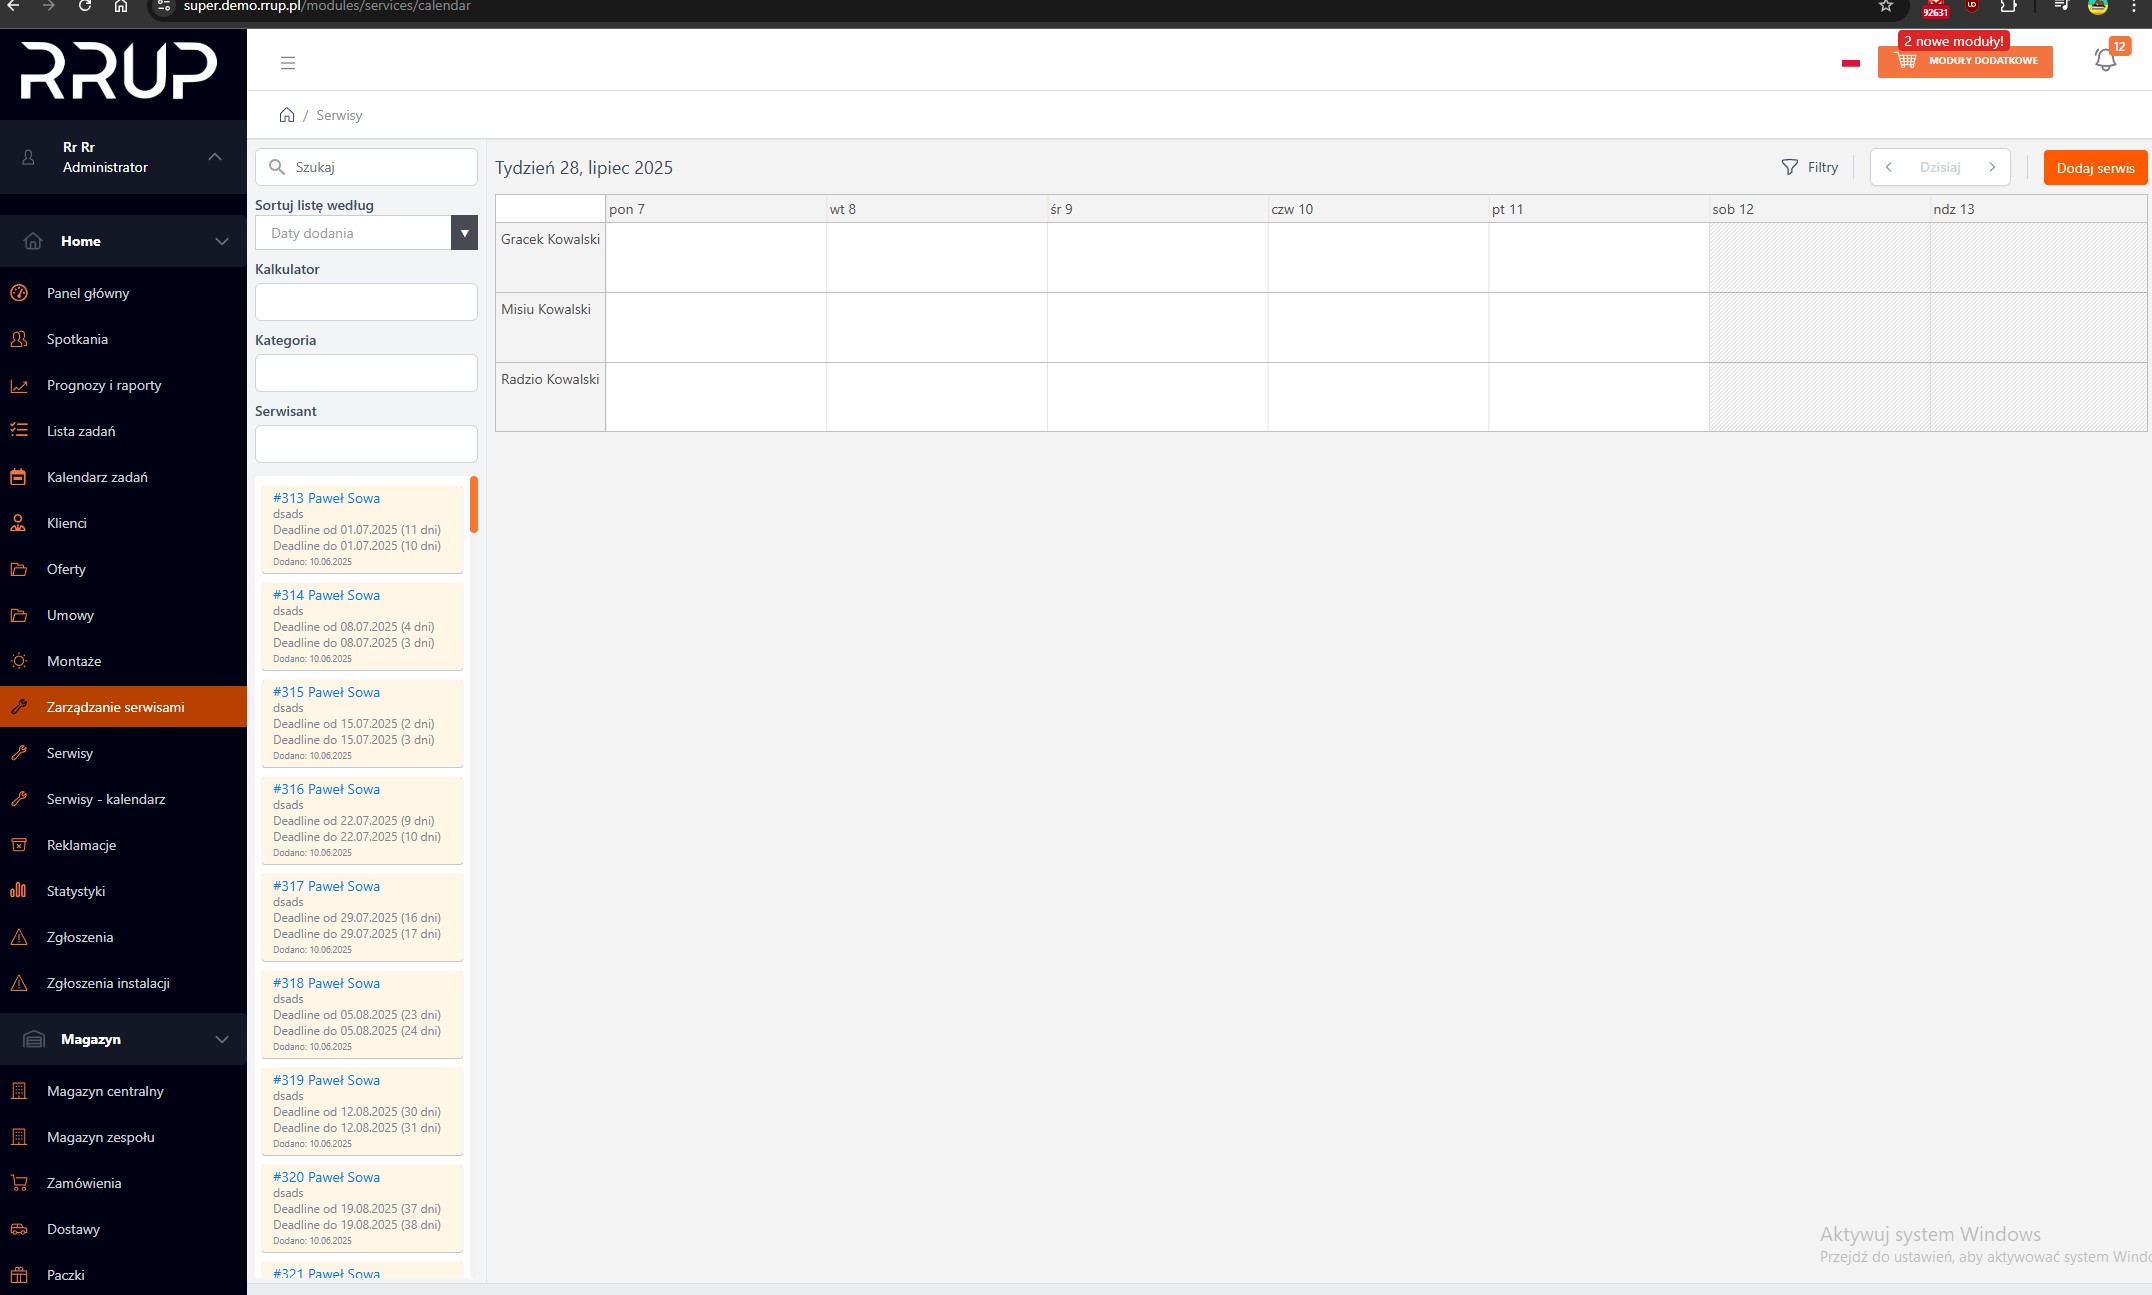 super.demo.rrup.pl/modules/services/calendar
92631
RRUP
2 nowe moduły!
MODUŁY DODATKOWE
12
Rr Rr
Administrator
/ Serwisy
Home
Panel główny
Spotkania
Prognozy i raporty
Lista zadań
Kalendarz zadań
Klienci
Oferty
Umowy
Montaże
Zarządzanie serwisami
Serwisy
Serwisy - kalendarz
Reklamacje
Statystyki
Zgłoszenia
Zgłoszenia instalacji
Magazyn
Magazyn centralny
Magazyn zespołu
Zamówienia
Dostawy
Paczki
Szukaj
Sortuj listę według
Daty dodania
Kalkulator
Kategoria
Serwisant
#313 Paweł Sowa
dsads
Deadline od 01.07.2025 (11 dni)
Deadline do 01.07.2025 (10 dni)
Dodano: 10.06.2025
#314 Paweł Sowa
dsads
Deadline od 08.07.2025 (4 dni)
Deadline do 08.07.2025 (3 dni)
Dodano: 10.06.2025
#315 Paweł Sowa
dsads
Deadline od 15.07.2025 (2 dni)
Deadline do 15.07.2025 (3 dni)
Dodano: 10.06.2025
#316 Paweł Sowa
dsads
Deadline od 22.07.2025 (9 dni)
Deadline do 22.07.2025 (10 dni)
Dodano: 10.06.2025
#317 Paweł Sowa
dsads
Deadline od 29.07.2025 (16 dni)
Deadline do 29.07.2025 (17 dni)
Dodano: 10.06.2025
#318 Paweł Sowa
dsads
Deadline od 05.08.2025 (23 dni)
Deadline do 05.08.2025 (24 dni)
Dodano: 10.06.2025
#319 Paweł Sowa
dsads
Deadline od 12.08.2025 (30 dni)
Deadline do 12.08.2025 (31 dni)
Dodano: 10.06.2025
#320 Paweł Sowa
dsads
Deadline od 19.08.2025 (37 dni)
Deadline do 19.08.2025 (38 dni)
Dodano: 10.06.2025
#321 Paweł Sowa
Tydzień 28, lipiec 2025
Filtry
Dzisiaj
Dodaj serwis
pon 7 wt 8 śr 9 czw 10 pt 11 sob 12 ndz 13
Gracek Kowalski
Misiu Kowalski
Radzio Kowalski
Aktywuj system Windows
Przejdź do ustawień, aby aktywować system